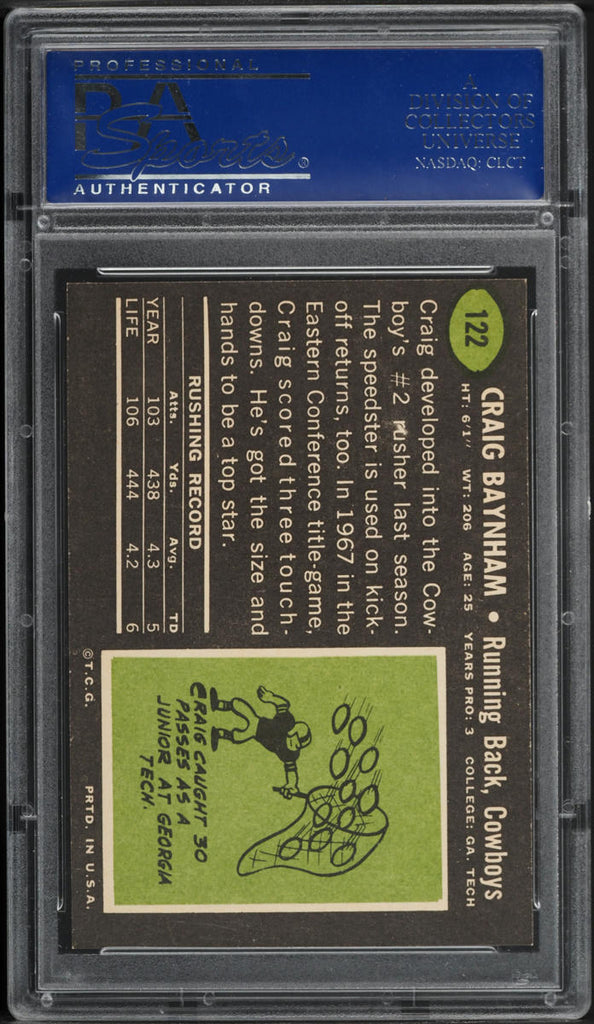 PROFESSIONAL
PSA
Sports®
AUTHENTICATOR
A
DIVISION OF
COLLECTORS
UNIVERSE
NASDAQ: CLCT
122
CRAIG BAYNHAM • Running Back, Cowboys
HT: 6'1" WT: 206 AGE: 25 YEARS PRO: 3 COLLEGE: GA. TECH
Craig developed into the Cow-
boy's #2 rusher last season.
The speedster is used on kick-
off returns, too. In 1967 in the
Eastern Conference title-game,
Craig scored three touch-
downs. He's got the size and
hands to be a top star.
RUSHING RECORD
Atts. Yds. Avg. TD
YEAR 103 438 4.3 5
LIFE 106 444 4.2 6
CRAIG CAUGHT 30
PASSES AS A
JUNIOR AT GEORGIA
TECH.
©T.C.G. PRTD. IN U.S.A.